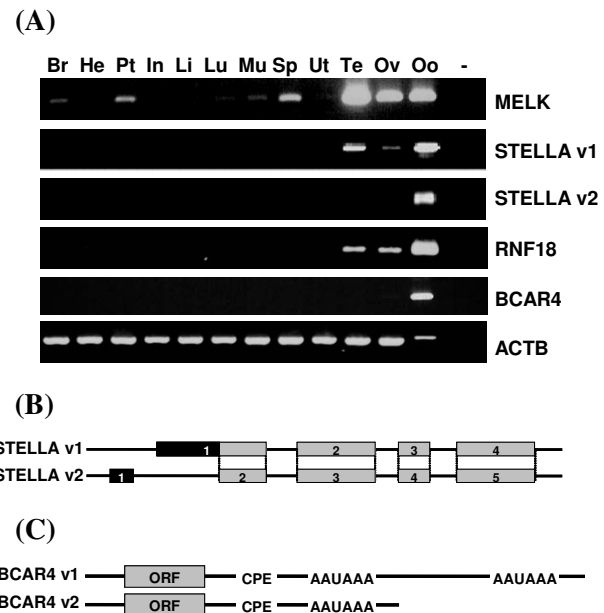 (A)
Br He Pt In Li Lu Mu Sp Ut Te Ov Oo -
MELK
STELLA v1
STELLA v2
RNF18
BCAR4
ACTB
(B)
STELLA v1 1 2 3 4
STELLA v2 1 2 3 4 5
(C)
BCAR4 v1 ORF CPE AAUAAA AAUAAA
BCAR4 v2 ORF CPE AAUAAA